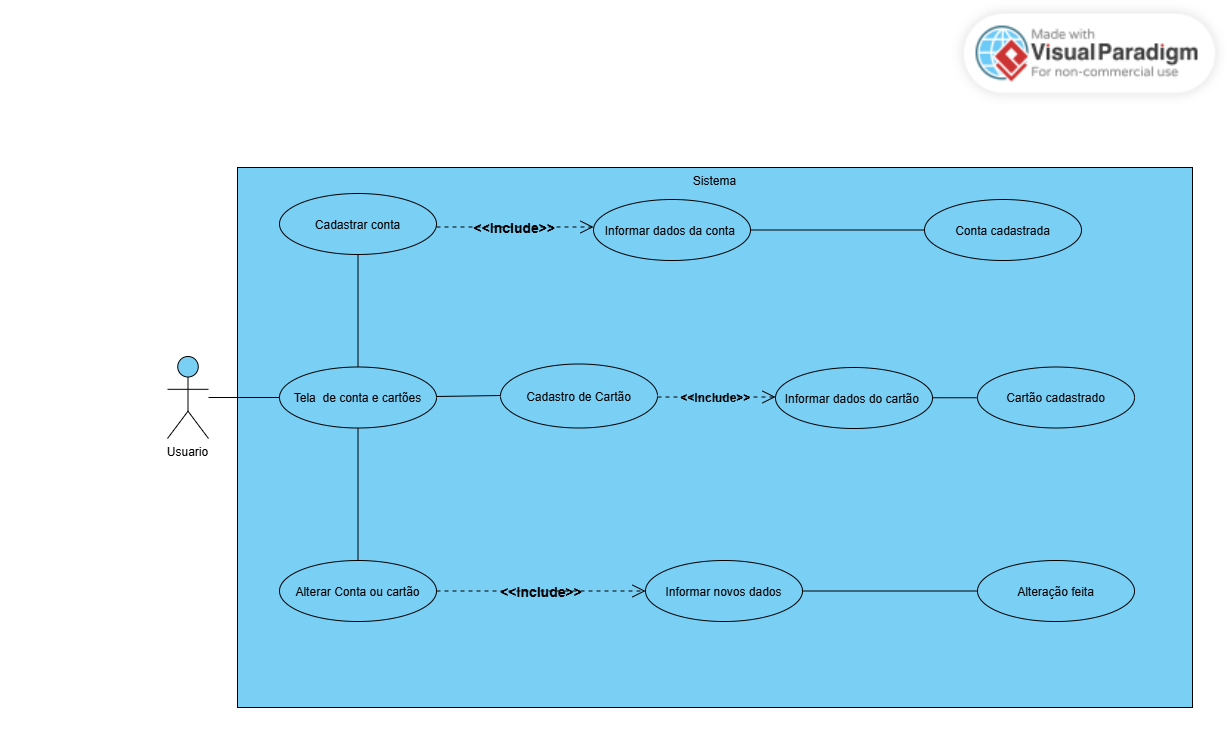 Made with
Visual Paradigm
For non-commercial use
Sistema
Cadastrar conta
<<Include>>
Informar dados da conta
Conta cadastrada
Tela de conta e cartões
Cadastro de Cartão
<<Include>>
Informar dados do cartão
Cartão cadastrado
Usuario
Alterar Conta ou cartão
<<Include>>
Informar novos dados
Alteração feita